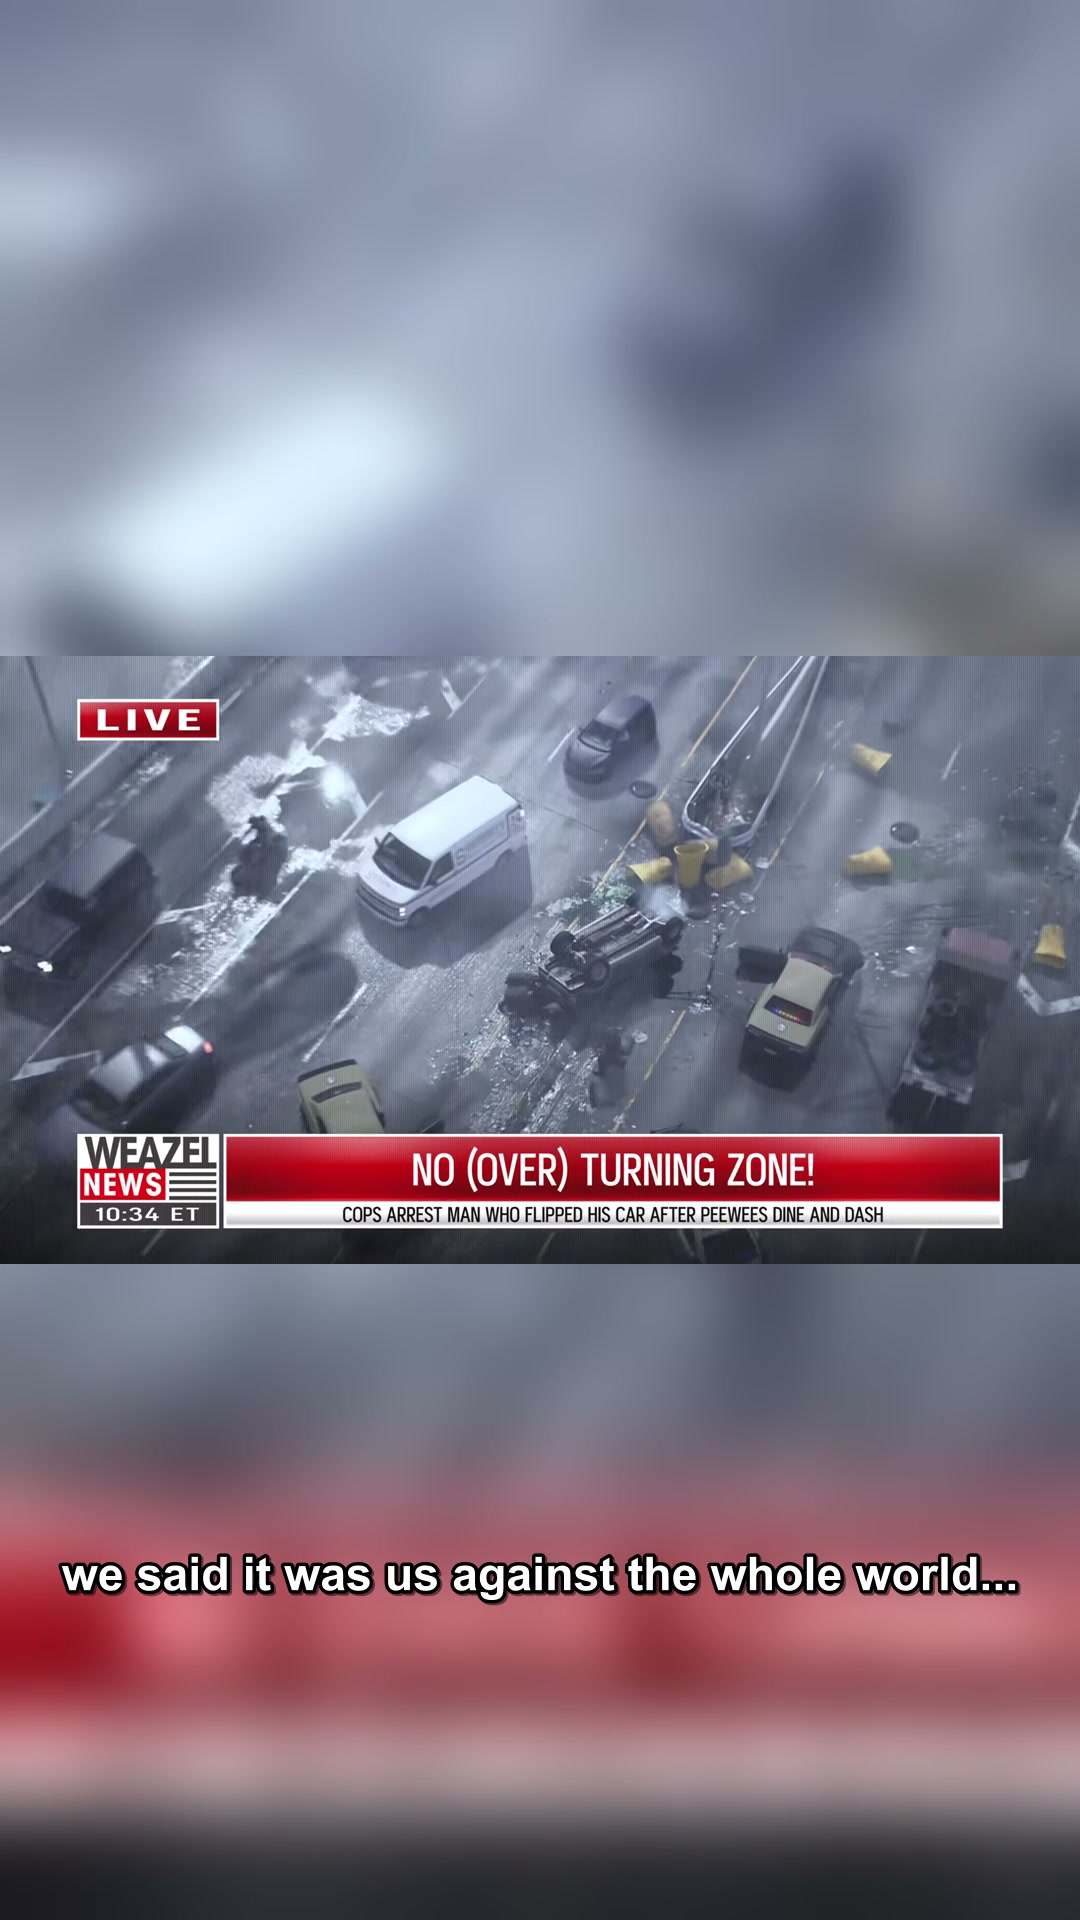 LIVE
WEAZEL
NEWS
10:34 ET
NO (OVER) TURNING ZONE!
COPS ARREST MAN WHO FLIPPED HIS CAR AFTER PEEWEES DINE AND DASH
we said it was us against the whole world...